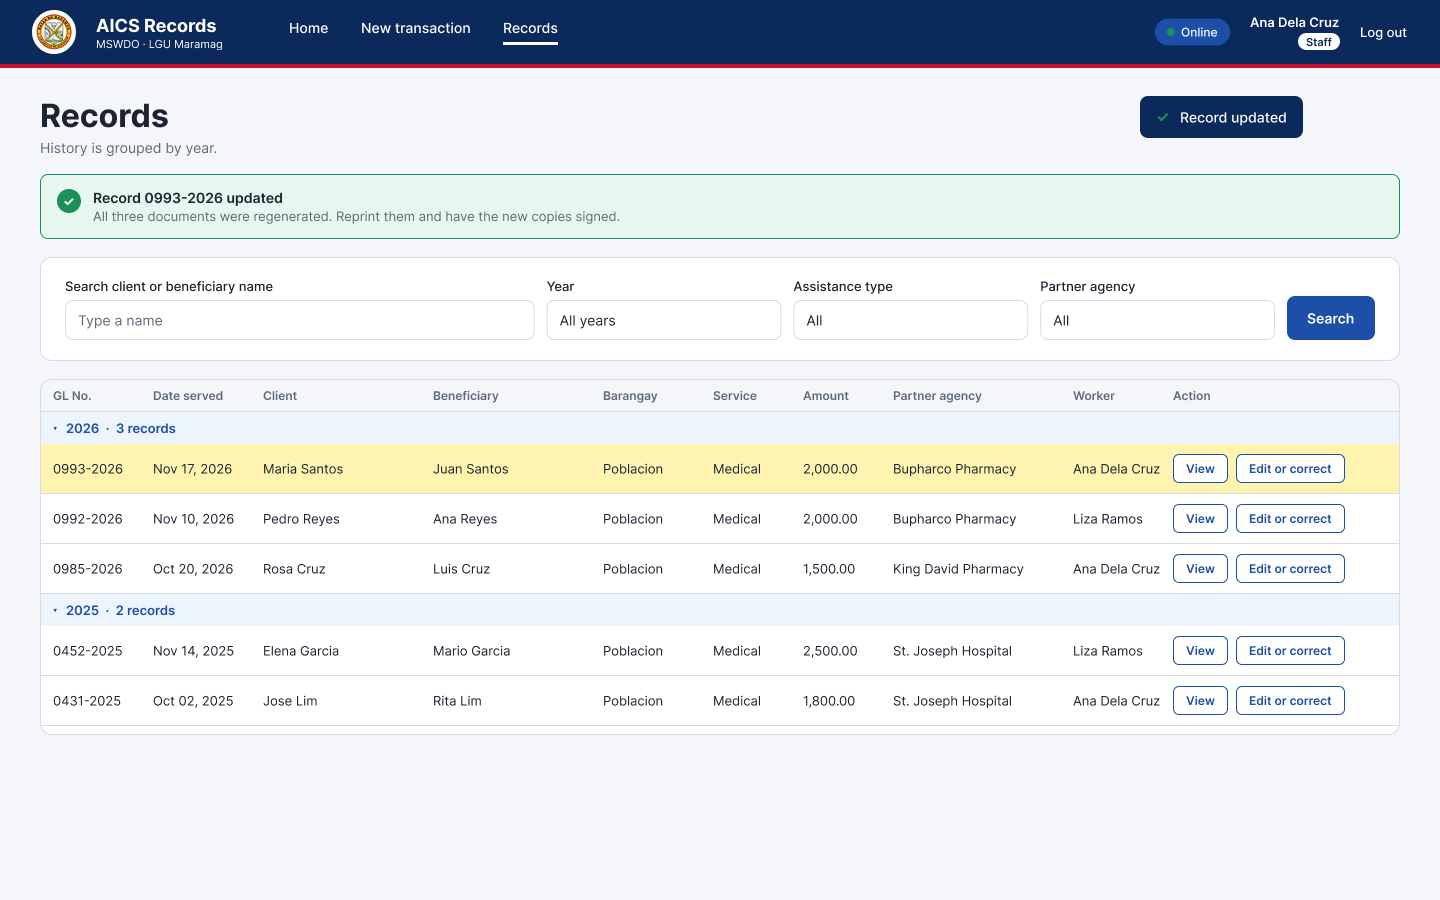 AICS Records
MSWDO · LGU Maramag
Home
New transaction
Records
Online
Ana Dela Cruz
Staff
Log out
Records
History is grouped by year.
Record updated
Record 0993-2026 updated
All three documents were regenerated. Reprint them and have the new copies signed.
Search client or beneficiary name
Type a name
Year
All years
Assistance type
All
Partner agency
All
Search
GL No. Date served Client Beneficiary Barangay Service Amount Partner agency Worker Action
2026 · 3 records
0993-2026 Nov 17, 2026 Maria Santos Juan Santos Poblacion Medical 2,000.00 Bupharco Pharmacy Ana Dela Cruz View Edit or correct
0992-2026 Nov 10, 2026 Pedro Reyes Ana Reyes Poblacion Medical 2,000.00 Bupharco Pharmacy Liza Ramos View Edit or correct
0985-2026 Oct 20, 2026 Rosa Cruz Luis Cruz Poblacion Medical 1,500.00 King David Pharmacy Ana Dela Cruz View Edit or correct
2025 · 2 records
0452-2025 Nov 14, 2025 Elena Garcia Mario Garcia Poblacion Medical 2,500.00 St. Joseph Hospital Liza Ramos View Edit or correct
0431-2025 Oct 02, 2025 Jose Lim Rita Lim Poblacion Medical 1,800.00 St. Joseph Hospital Ana Dela Cruz View Edit or correct